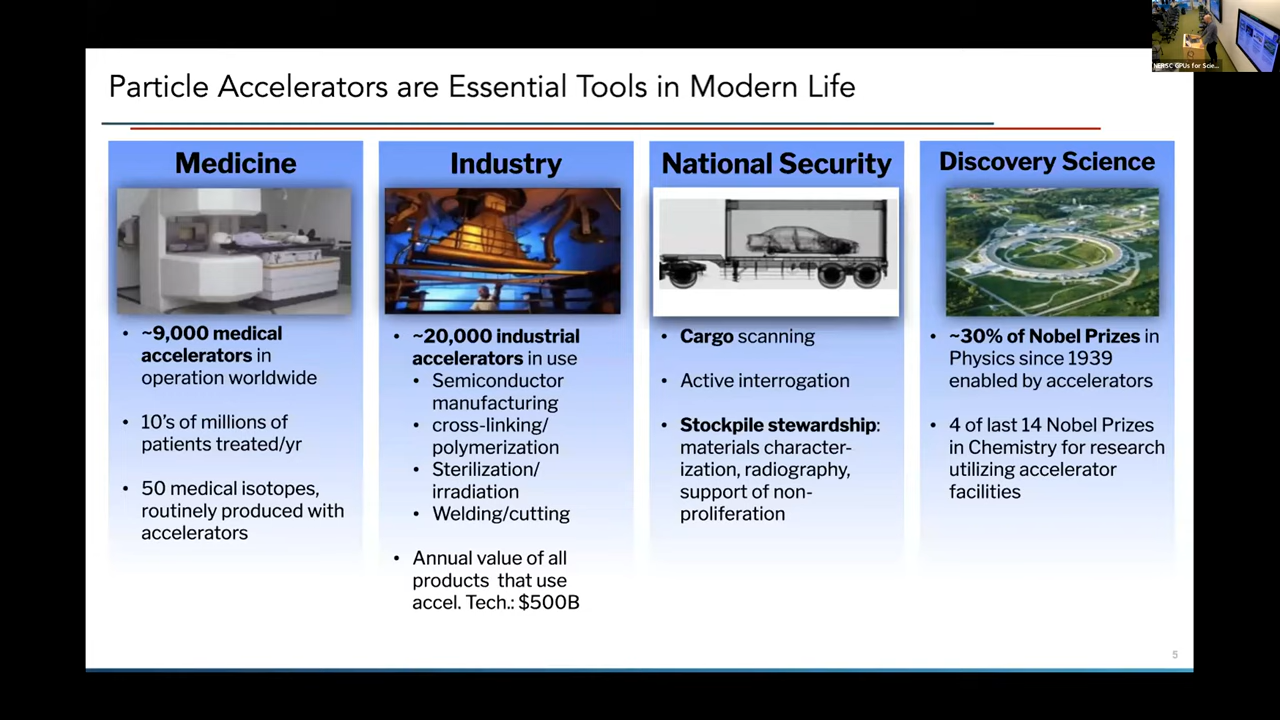 Particle Accelerators are Essential Tools in Modern Life
Medicine
• ~9,000 medical
accelerators in
operation worldwide
• 10's of millions of
patients treated/yr
• 50 medical isotopes,
routinely produced with
accelerators
Industry
• ~20,000 industrial
accelerators in use
• Semiconductor
manufacturing
• cross-linking/
polymerization
• Sterilization/
irradiation
• Welding/cutting
• Annual value of all
products that use
accel. Tech.: $500B
National Security
• Cargo scanning
• Active interrogation
• Stockpile stewardship:
materials character-
ization, radiography,
support of non-
proliferation
Discovery Science
• ~30% of Nobel Prizes in
Physics since 1939
enabled by accelerators
• 4 of last 14 Nobel Prizes
in Chemistry for research
utilizing accelerator
facilities
5
NERSC GPUs for Scie...